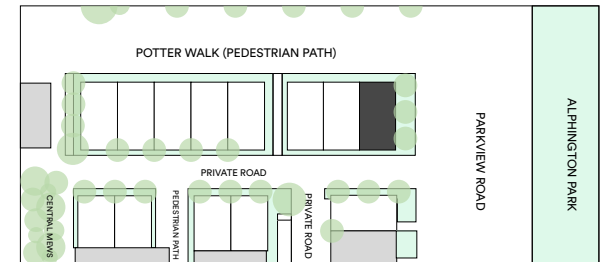 POTTER WALK (PEDESTRIAN PATH)
PARKVIEW ROAD
ALPHINGTON PARK
PRIVATE ROAD
CENTRAL MEWS
PEDESTRIAN PATH
PRIVATE ROAD